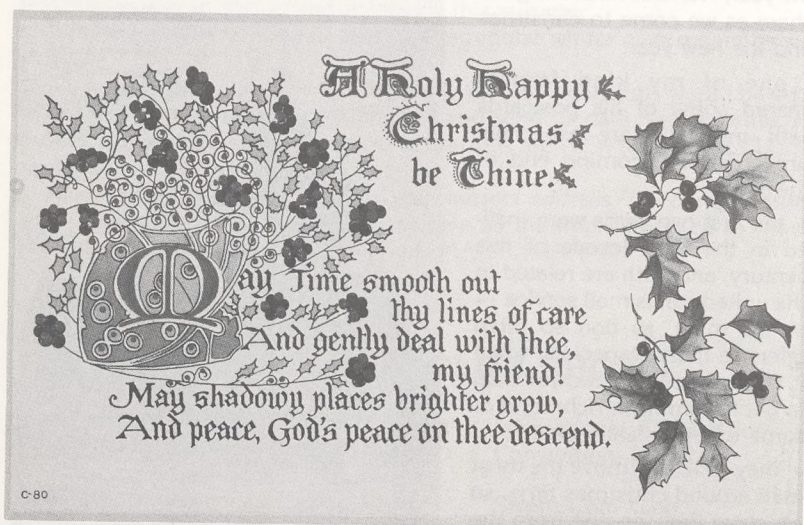 A Holy Happy
Christmas
be Thine.
May Time smooth out
thy lines of care
And gently deal with thee,
my friend!
May shadowy places brighter grow,
And peace, God's peace on thee descend.
C-80